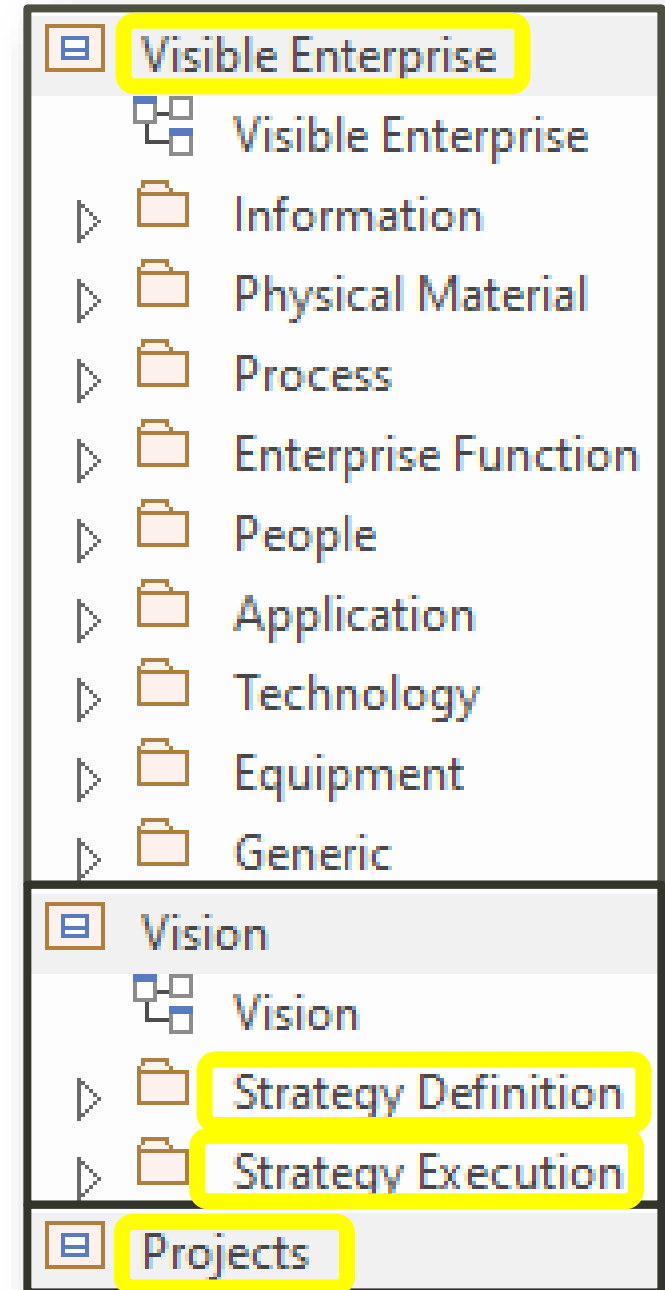 Visible Enterprise
Visible Enterprise
Information
Physical Material
Process
Enterprise Function
People
Application
Technology
Equipment
Generic
Vision
Vision
Strategy Definition
Strategy Execution
Projects